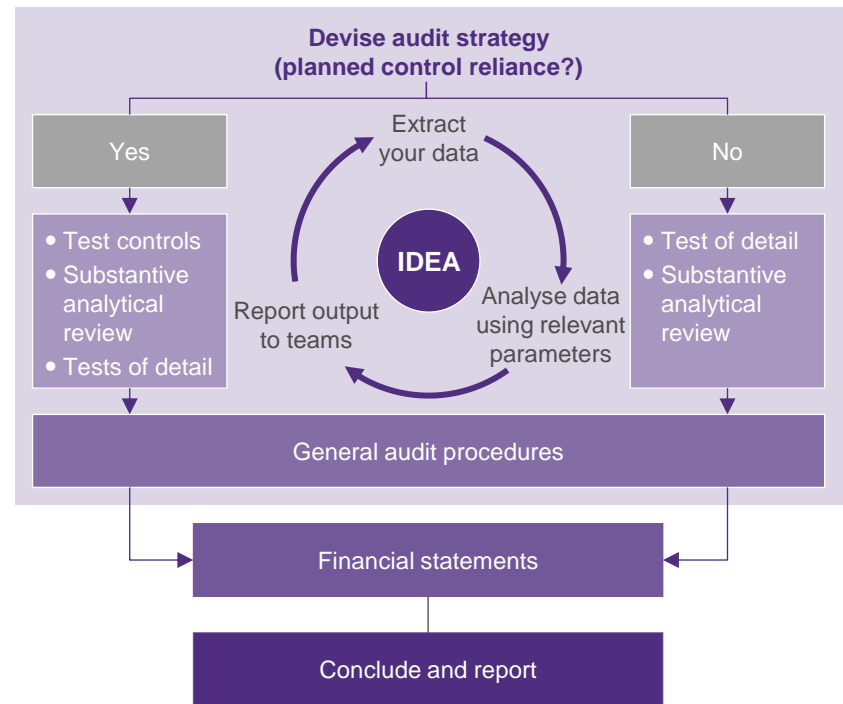 Devise audit strategy
(planned control reliance?)
Yes
Extract
your data
No
• Test controls
• Substantive
analytical
review
• Tests of detail
IDEA
Report output
to teams
Analyse data
using relevant
parameters
• Test of detail
• Substantive
analytical
review
General audit procedures
Financial statements
Conclude and report